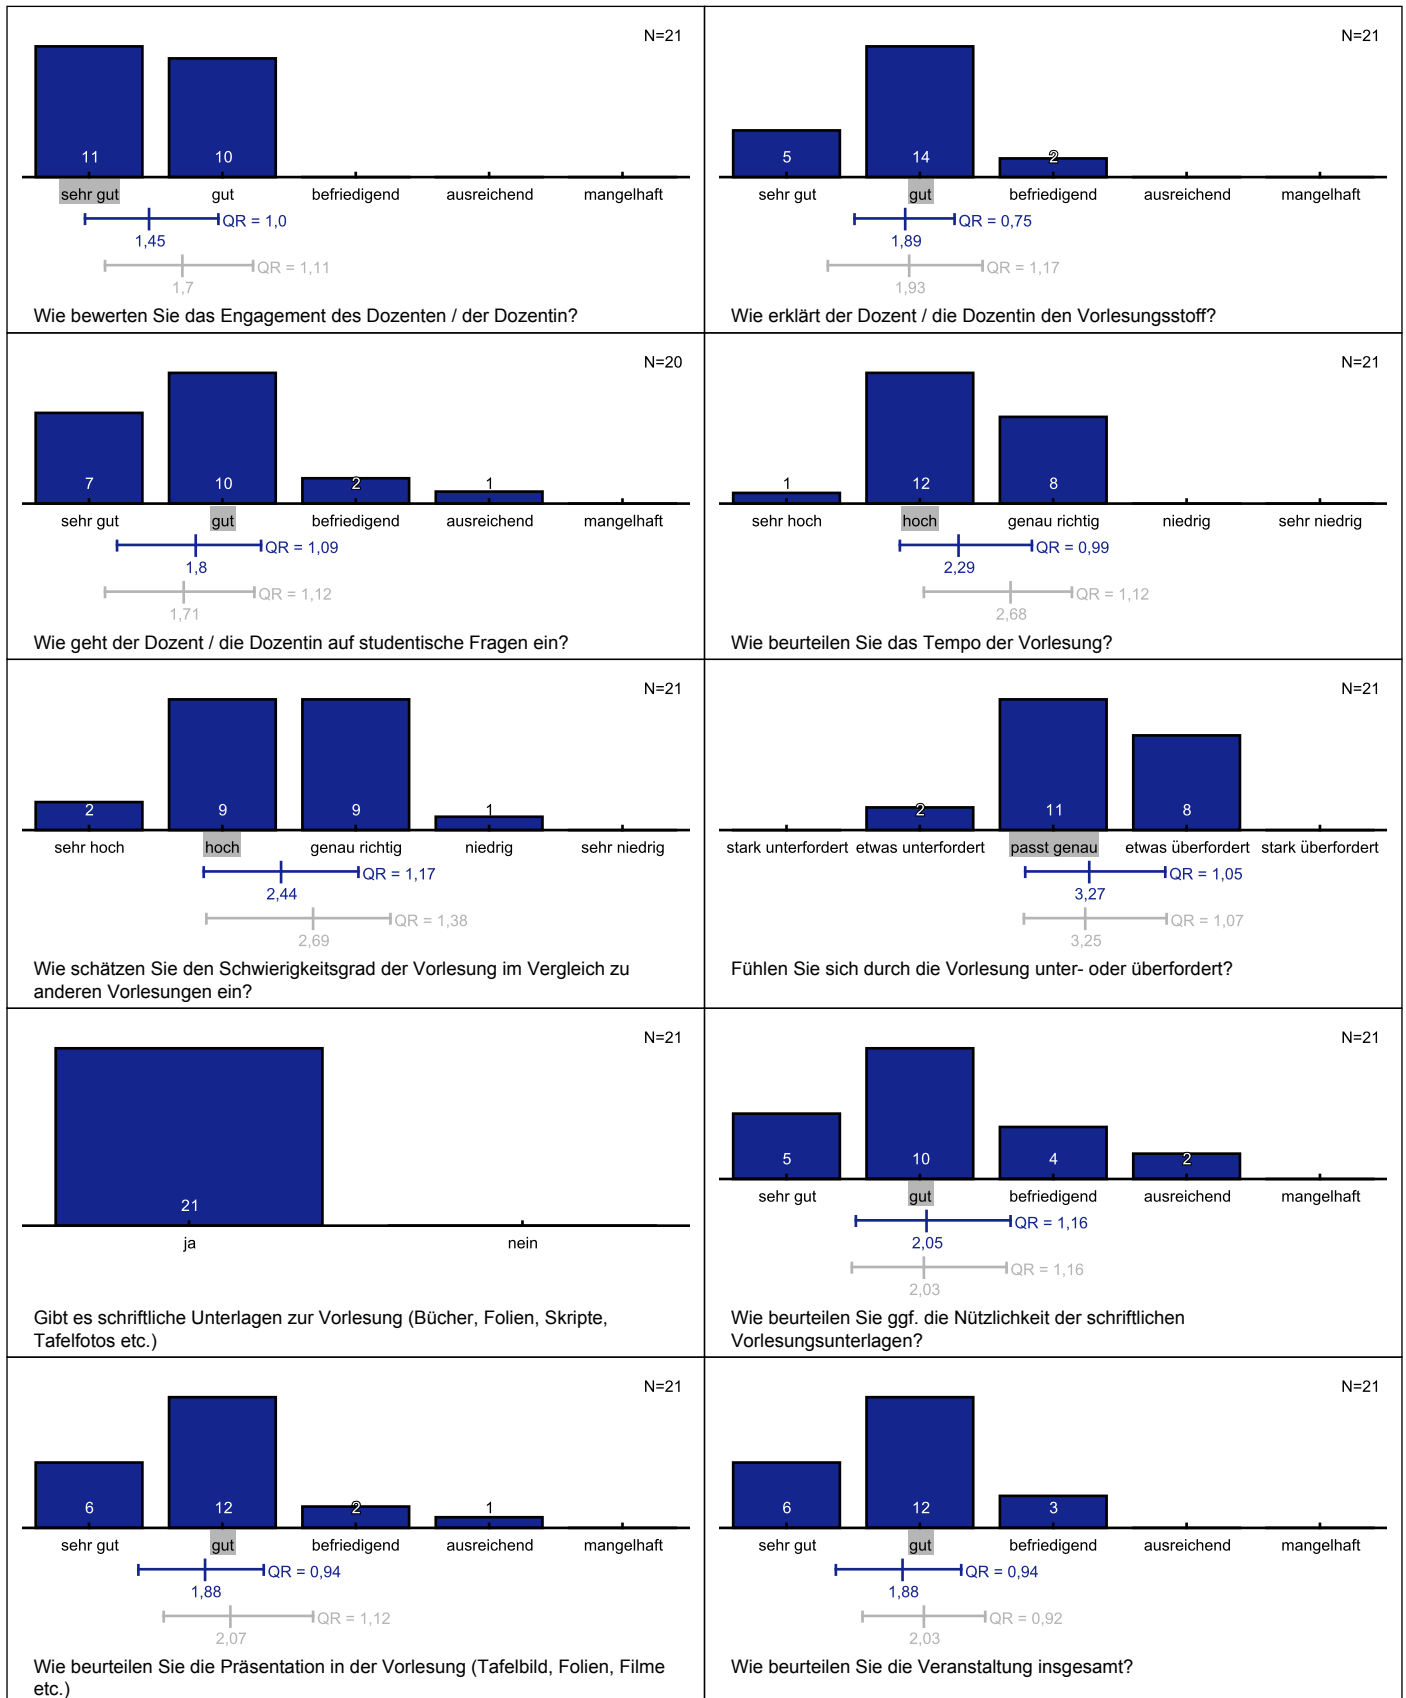 N=21
11
10
sehr gut
gut
befriedigend
ausreichend
mangelhaft
QR = 1,0
1,45
QR = 1,11
1,7
Wie bewerten Sie das Engagement des Dozenten / der Dozentin?
N=21
5
14
2
sehr gut
gut
befriedigend
ausreichend
mangelhaft
QR = 0,75
1,89
QR = 1,17
1,93
Wie erklärt der Dozent / die Dozentin den Vorlesungsstoff?
N=20
7
10
2
1
sehr gut
gut
befriedigend
ausreichend
mangelhaft
QR = 1,09
1,8
QR = 1,12
1,71
Wie geht der Dozent / die Dozentin auf studentische Fragen ein?
N=21
1
12
8
sehr hoch
hoch
genau richtig
niedrig
sehr niedrig
QR = 0,99
2,29
QR = 1,12
2,68
Wie beurteilen Sie das Tempo der Vorlesung?
N=21
2
9
9
1
sehr hoch
hoch
genau richtig
niedrig
sehr niedrig
QR = 1,17
2,44
QR = 1,38
2,69
Wie schätzen Sie den Schwierigkeitsgrad der Vorlesung im Vergleich zu
anderen Vorlesungen ein?
N=21
2
11
8
stark unterfordert
etwas unterfordert
passt genau
etwas überfordert
stark überfordert
QR = 1,05
3,27
QR = 1,07
3,25
Fühlen Sie sich durch die Vorlesung unter- oder überfordert?
N=21
21
ja
nein
Gibt es schriftliche Unterlagen zur Vorlesung (Bücher, Folien, Skripte,
Tafelfotos etc.)
N=21
5
10
4
2
sehr gut
gut
befriedigend
ausreichend
mangelhaft
QR = 1,16
2,05
QR = 1,16
2,03
Wie beurteilen Sie ggf. die Nützlichkeit der schriftlichen
Vorlesungsunterlagen?
N=21
6
12
2
1
sehr gut
gut
befriedigend
ausreichend
mangelhaft
QR = 0,94
1,88
QR = 1,12
2,07
Wie beurteilen Sie die Präsentation in der Vorlesung (Tafelbild, Folien, Filme
etc.)
N=21
6
12
3
sehr gut
gut
befriedigend
ausreichend
mangelhaft
QR = 0,94
1,88
QR = 0,92
2,03
Wie beurteilen Sie die Veranstaltung insgesamt?